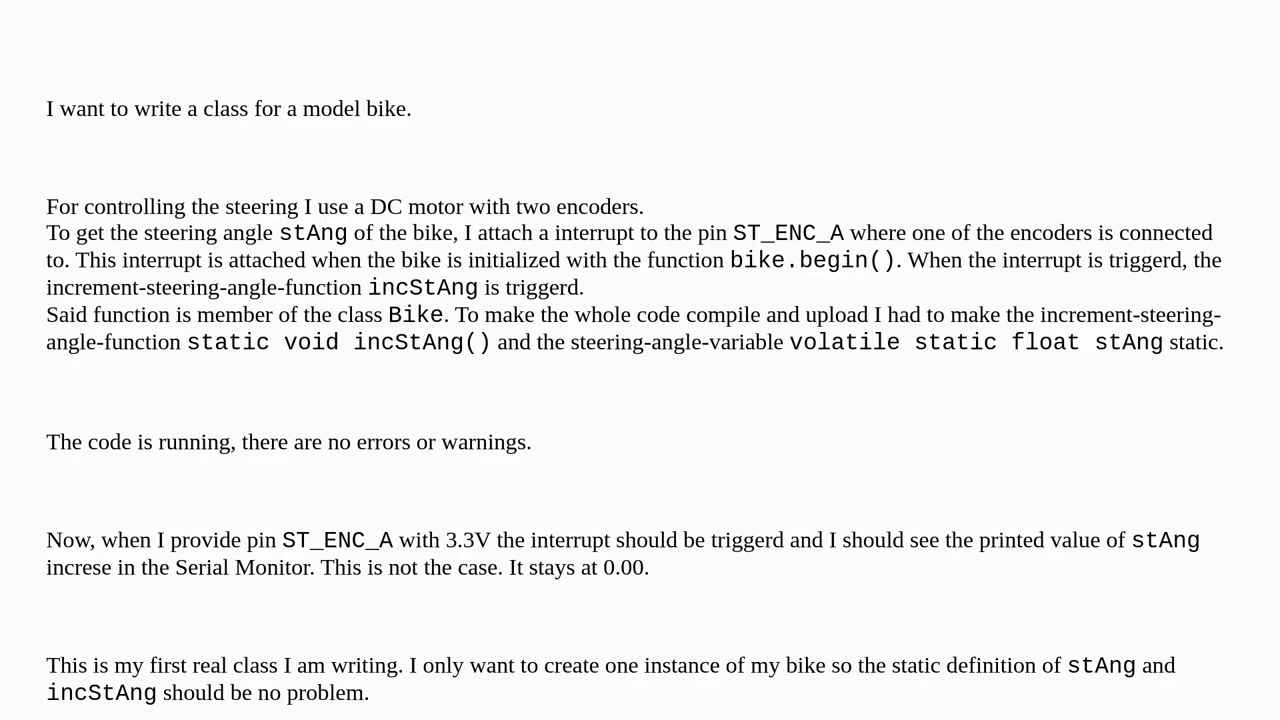 I want to write a class for a model bike.
For controlling the steering I use a DC motor with two encoders.
To get the steering angle stAng of the bike, I attach a interrupt to the pin ST_ENC_A where one of the encoders is connected
to. This interrupt is attached when the bike is initialized with the function bike.begin(). When the interrupt is triggerd, the
increment-steering-angle-function incStAng is triggerd.
Said function is member of the class Bike. To make the whole code compile and upload I had to make the increment-steering-
angle-function static void incStAng() and the steering-angle-variable volatile static float stAng static.
The code is running, there are no errors or warnings.
Now, when I provide pin ST_ENC_A with 3.3V the interrupt should be triggerd and I should see the printed value of stAng
increse in the Serial Monitor. This is not the case. It stays at 0.00.
This is my first real class I am writing. I only want to create one instance of my bike so the static definition of stAng and
incStAng should be no problem.